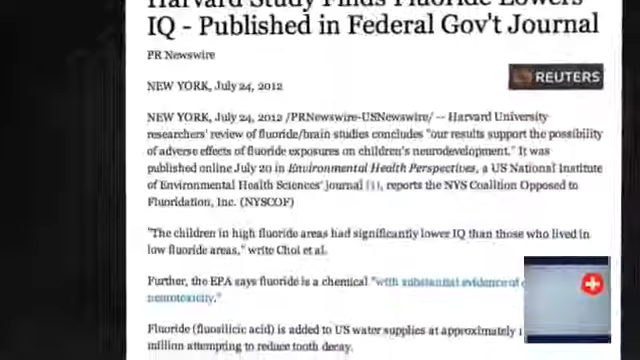 Harvard Study Finds Fluoride Lowers
IQ - Published in Federal Gov't Journal
PR Newswire
REUTERS
NEW YORK, July 24, 2012
NEW YORK, July 24, 2012 /PRNewswire-USNewswire/ -- Harvard University
researchers' review of fluoride/brain studies concludes "our results support the possibility
of adverse effects of fluoride exposures on children's neurodevelopment." It was
published online July 20 in Environmental Health Perspectives, a US National Institute
of Environmental Health Sciences' journal (1), reports the NYS Coalition Opposed to
Fluoridation, Inc. (NYSCOF)
"The children in high fluoride areas had significantly lower IQ than those who lived in
low fluoride areas," write Choi et al.
Further, the EPA says fluoride is a chemical "with substantial evidence of
neurotoxicity."
Fluoride (fluosilicic acid) is added to US water supplies at approximately 1
million attempting to reduce tooth decay.